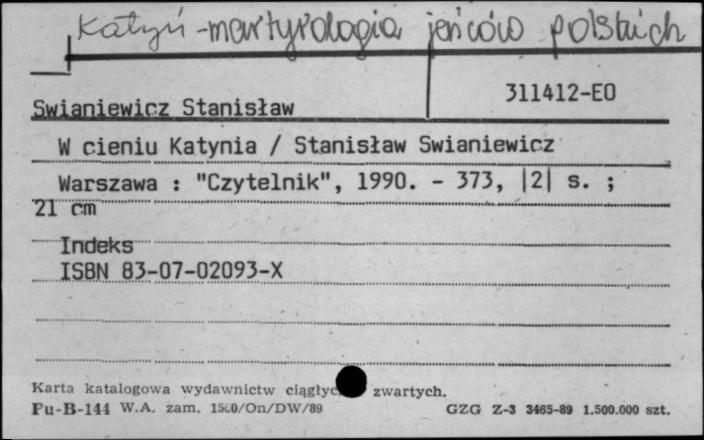 Katyń - martyrologia jeńców polskich
311412-EO
Swianiewicz Stanisław
W cieniu Katynia / Stanisław Swianiewicz
Warszawa : "Czytelnik", 1990. - 373, |2| s. ;
21 cm
Indeks
ISBN 83-07-02093-X
Karta katalogowa wydawnictw zwartych.
Pu-B-144 W.A. zam. /On/DW/89 GZG Z-3 3465-89 1.500.000 szt.